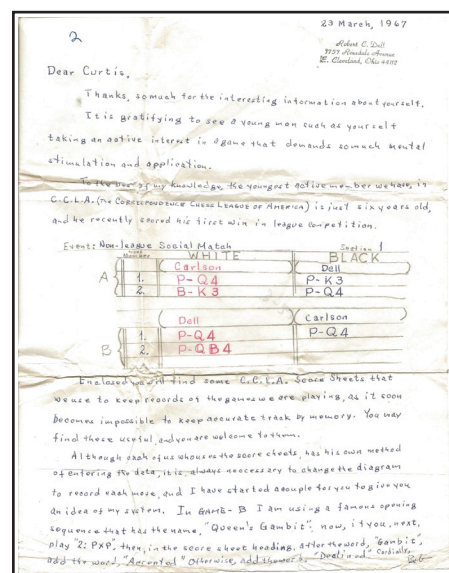 2
23 March, 1967
Robert E. Dell
E. Cleveland, Ohio 44112
Dear Curtis.
Thanks, so much for the interesting information about yourself.
It is gratifying to see a young man such as yourself
taking an active interest in a game that demands so much mental
stimulation and application.
To the best of my knowledge, the youngest active member we have, in
C.C.L.A. (The Correspondence Chess League of America) is just six years old,
and he recently scored his first win in league competition.
Event: Non-league Social Match Section 1
WHITE BLACK
Carlson Dell
A 1. P-Q4 P-K3
2. B-K3 P-Q4
Dell Carlson
B 1. P-Q4 P-Q4
2. P-QB4
Enclosed you will find some C.C.L.A. Score Sheets that
we use to keep records of the games we are playing, as it soon
becomes impossible to keep accurate track by memory. You may
find these useful, and you are welcome to them.
Although each of us who uses the score sheets, has his own method
of entering the data, it is, always neccesary to change the diagram
to record each move, and I have started a couple for you to give you
an idea of my system. In GAME-B I am using a famous opening
sequence that has the name, "Queen's Gambit". now, if you, next,
play "2: PXP", then, in the score sheet heading, after the word, "Gambit",
add the word, "Accepted" Otherwise, add the word, "Declined" Cordially,
Bob